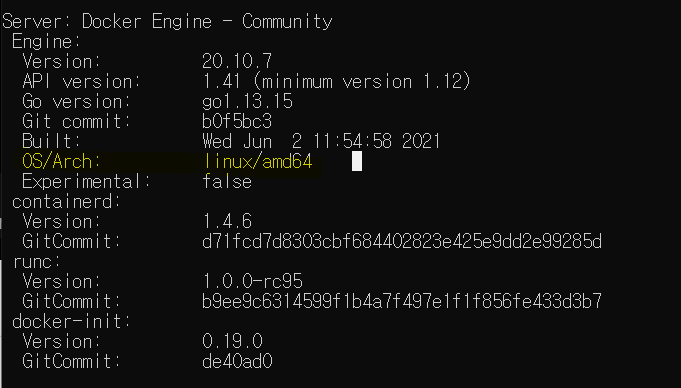 Server: Docker Engine - Community
Engine:
Version: 20.10.7
API version: 1.41 (minimum version 1.12)
Go version: go1.13.15
Git commit: b0f5bc3
Built: Wed Jun 2 11:54:58 2021
OS/Arch: linux/amd64
Experimental: false
containerd:
Version: 1.4.6
GitCommit: d71fcd7d8303cbf684402823e425e9dd2e99285d
runc:
Version: 1.0.0-rc95
GitCommit: b9ee9c6314599f1b4a7f497e1f1f856fe433d3b7
docker-init:
Version: 0.19.0
GitCommit: de40ad0